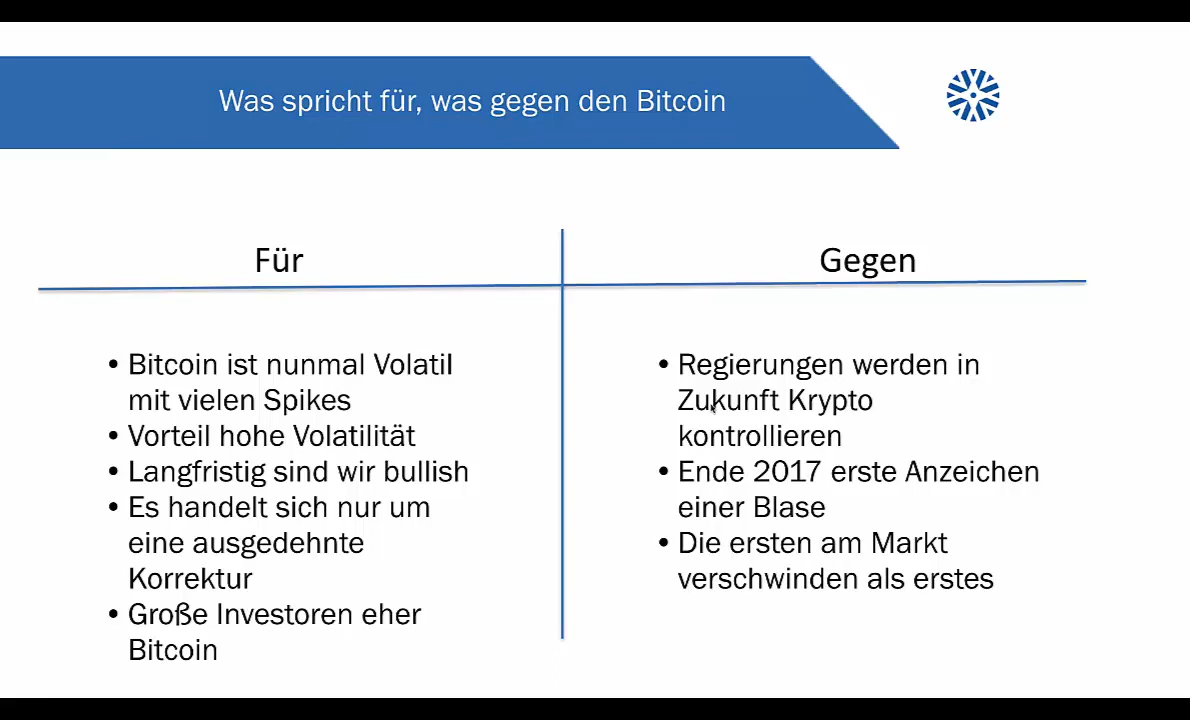 Was spricht für, was gegen den Bitcoin
Für
• Bitcoin ist nunmal Volatil
mit vielen Spikes
• Vorteil hohe Volatilität
• Langfristig sind wir bullish
• Es handelt sich nur um
eine ausgedehnte
Korrektur
• Große Investoren eher
Bitcoin
Gegen
• Regierungen werden in
Zukunft Krypto
kontrollieren
• Ende 2017 erste Anzeichen
einer Blase
• Die ersten am Markt
verschwinden als erstes